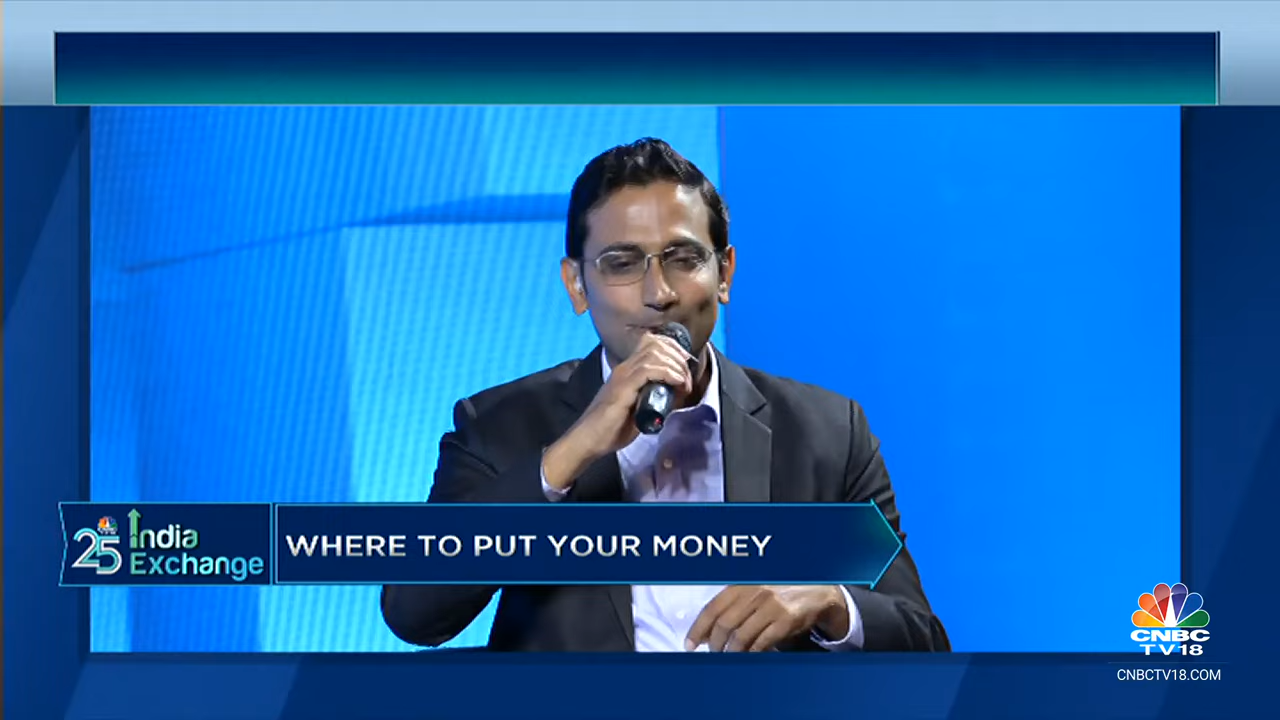 25
India
Exchange
WHERE TO PUT YOUR MONEY
CNBC
TV18
CNBCTV18.COM